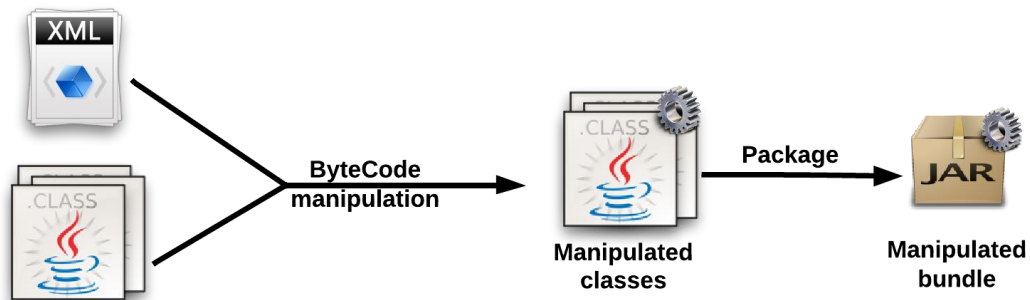 XML
.CLASS
ByteCode
manipulation
.CLASS
Manipulated
classes
Package
JAR
Manipulated
bundle